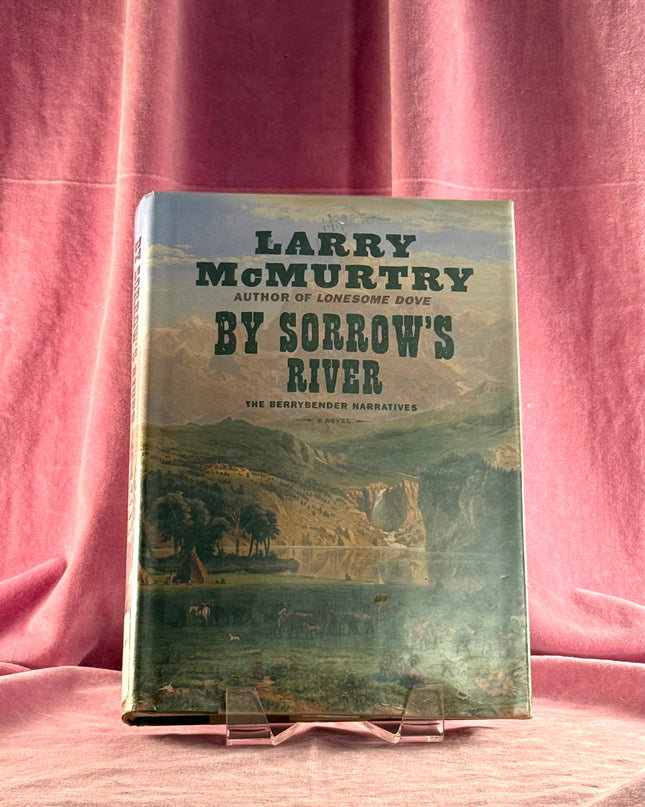 LARRY
McMURTRY
AUTHOR OF LONESOME DOVE
BY SORROW'S
RIVER
THE BERRYBENDER NARRATIVES
A NOVEL